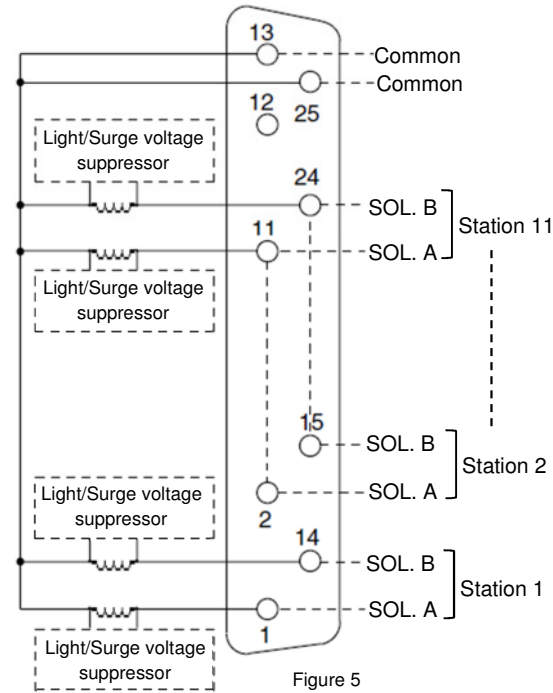 13
Common
Common
12
25
Light/Surge voltage
suppressor
24
SOL. B
Station 11
11
SOL. A
Light/Surge voltage
suppressor
15
SOL. B
Station 2
SOL. A
Light/Surge voltage
suppressor
2
14
SOL. B
Station 1
SOL. A
1
Light/Surge voltage
suppressor
Figure 5